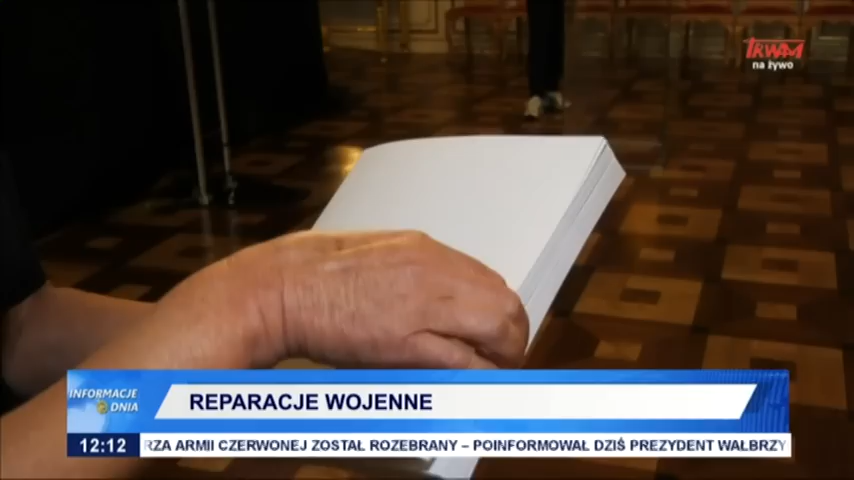 TRWAM
na żywo
INFORMACJE
DNIA
REPARACJE WOJENNE
12:12
RZA ARMII CZERWONEJ ZOSTAŁ ROZEBRANY – POINFORMOWAŁ DZIŚ PREZYDENT WAŁBRZY